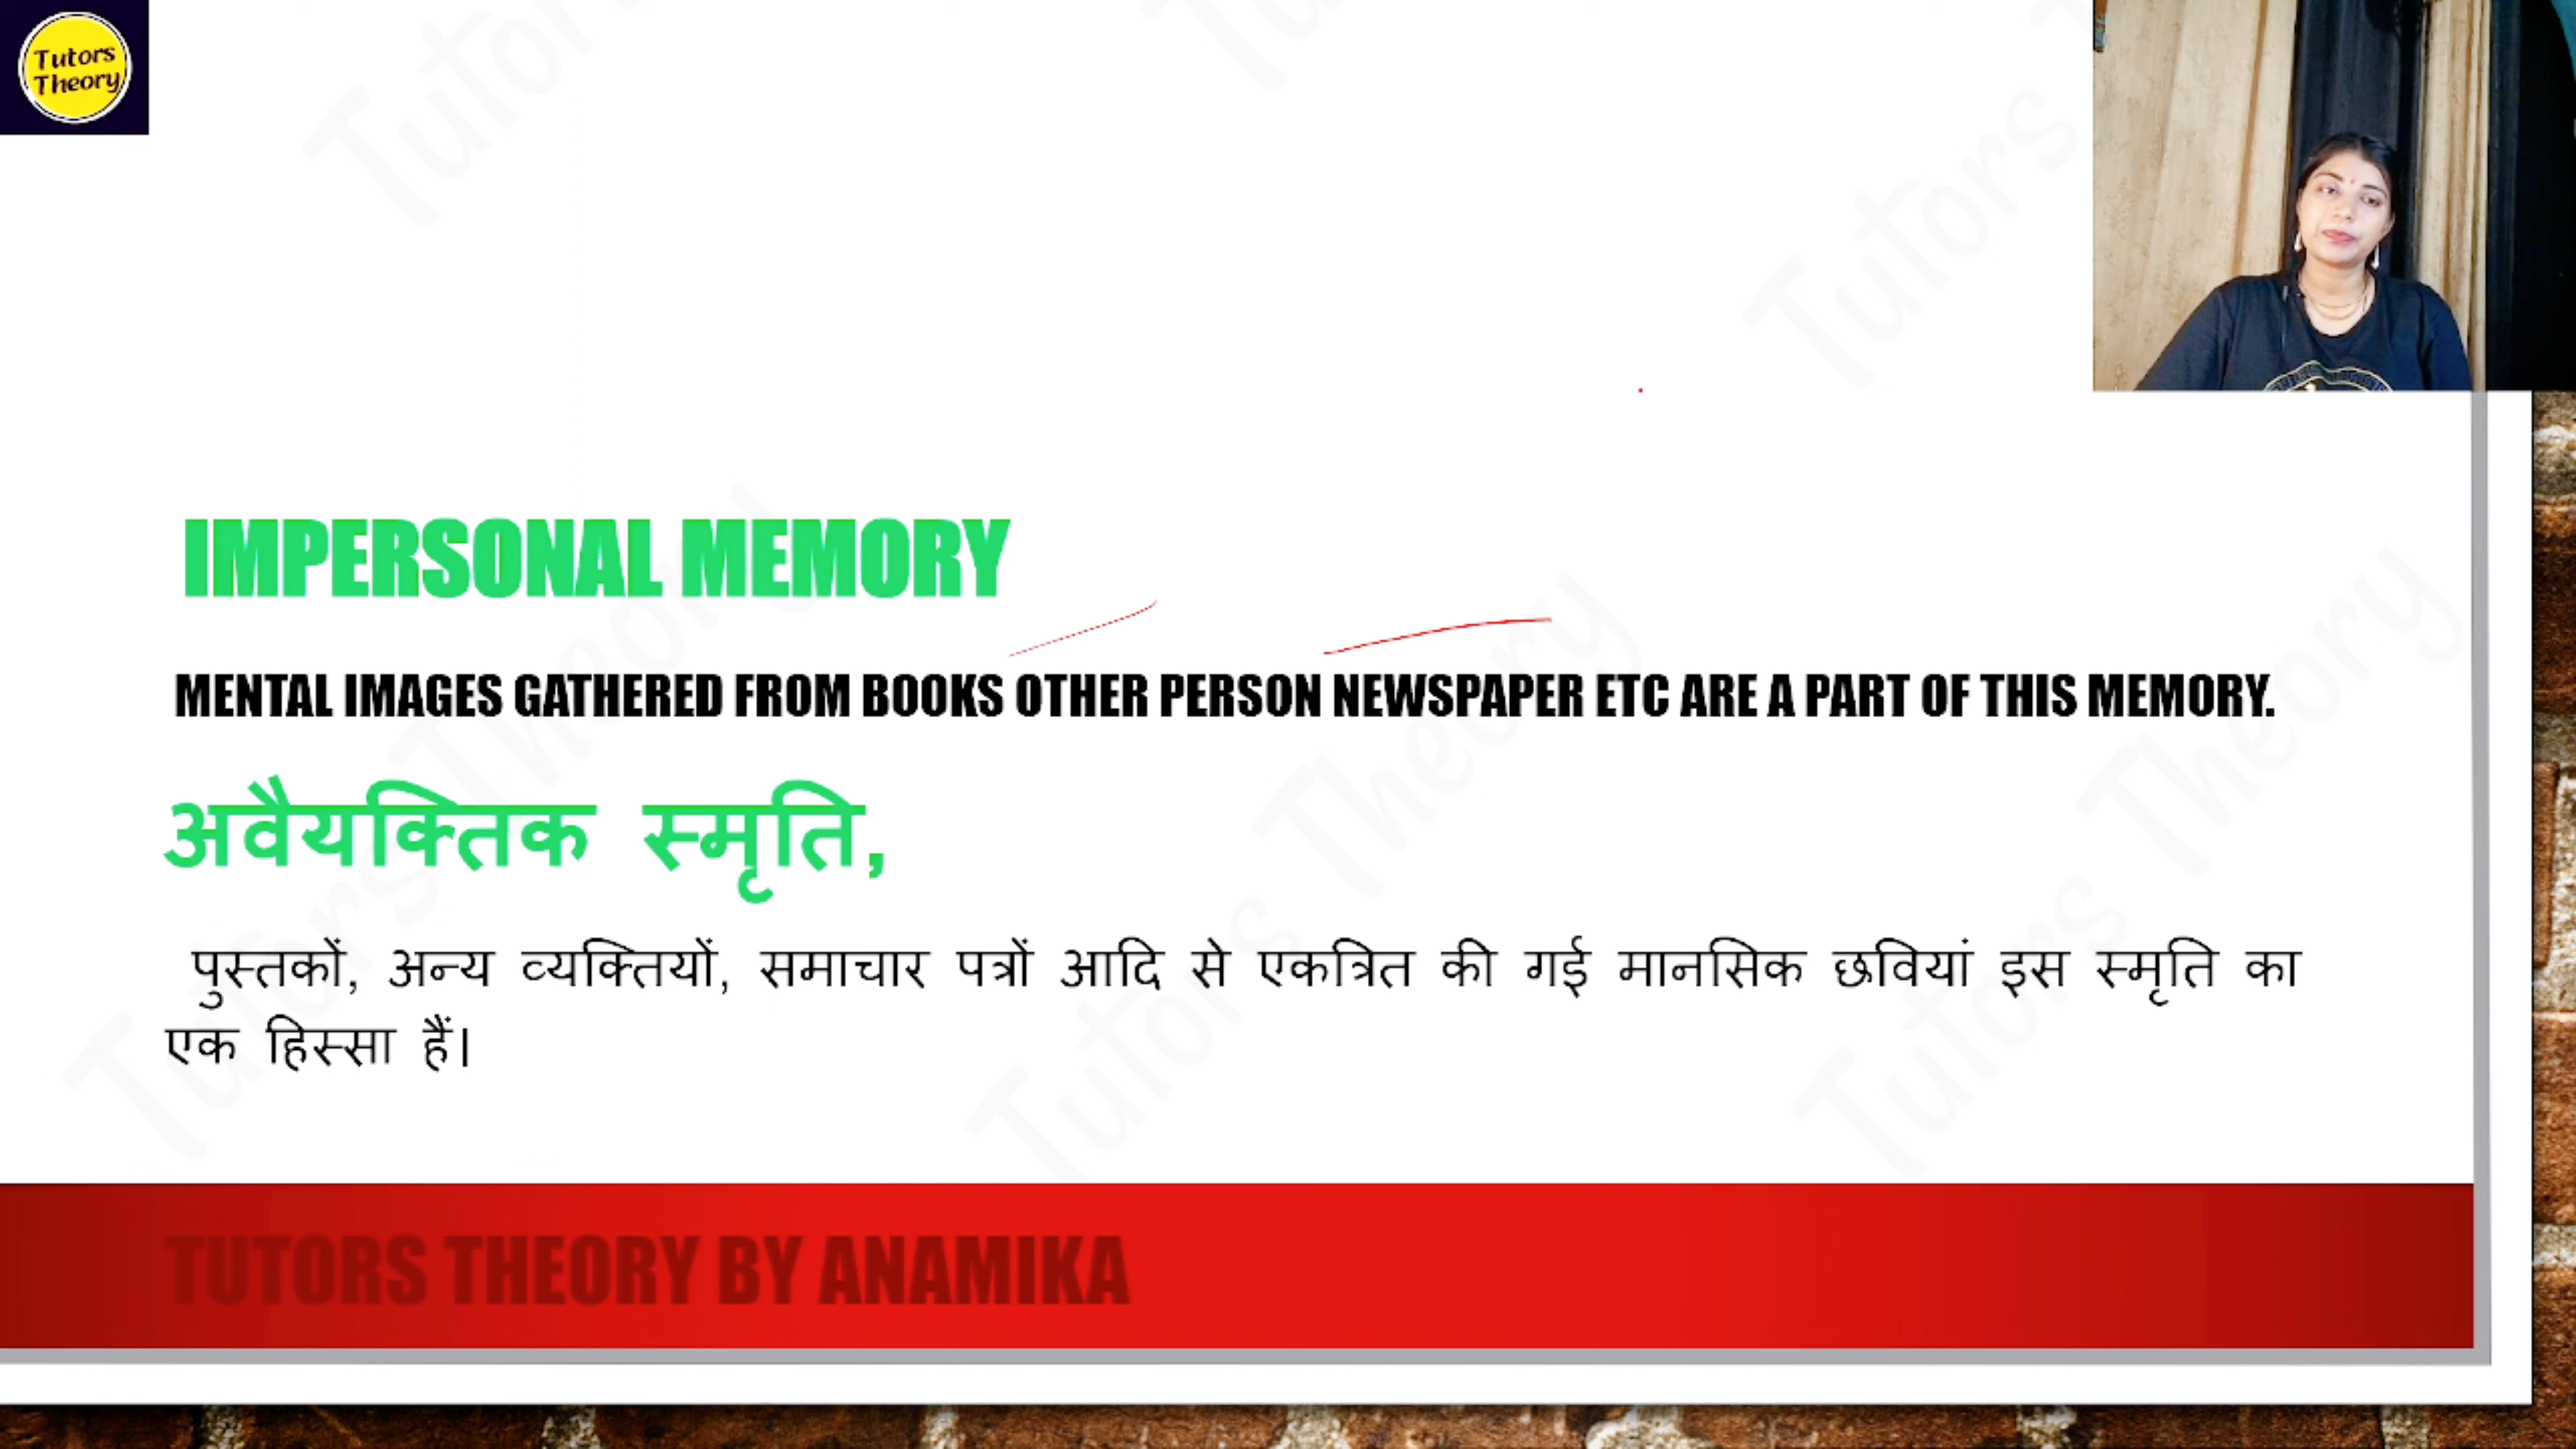 Tutors
Theory
IMPERSONAL MEMORY
MENTAL IMAGES GATHERED FROM BOOKS OTHER PERSON NEWSPAPER ETC ARE A PART OF THIS MEMORY.
अवैयक्तिक स्मृति,
पुस्तकों, अन्य व्यक्तियों, समाचार पत्रों आदि से एकत्रित की गई मानसिक छवियां इस स्मृति का
एक हिस्सा हैं।
TUTORS THEORY BY ANAMIKA